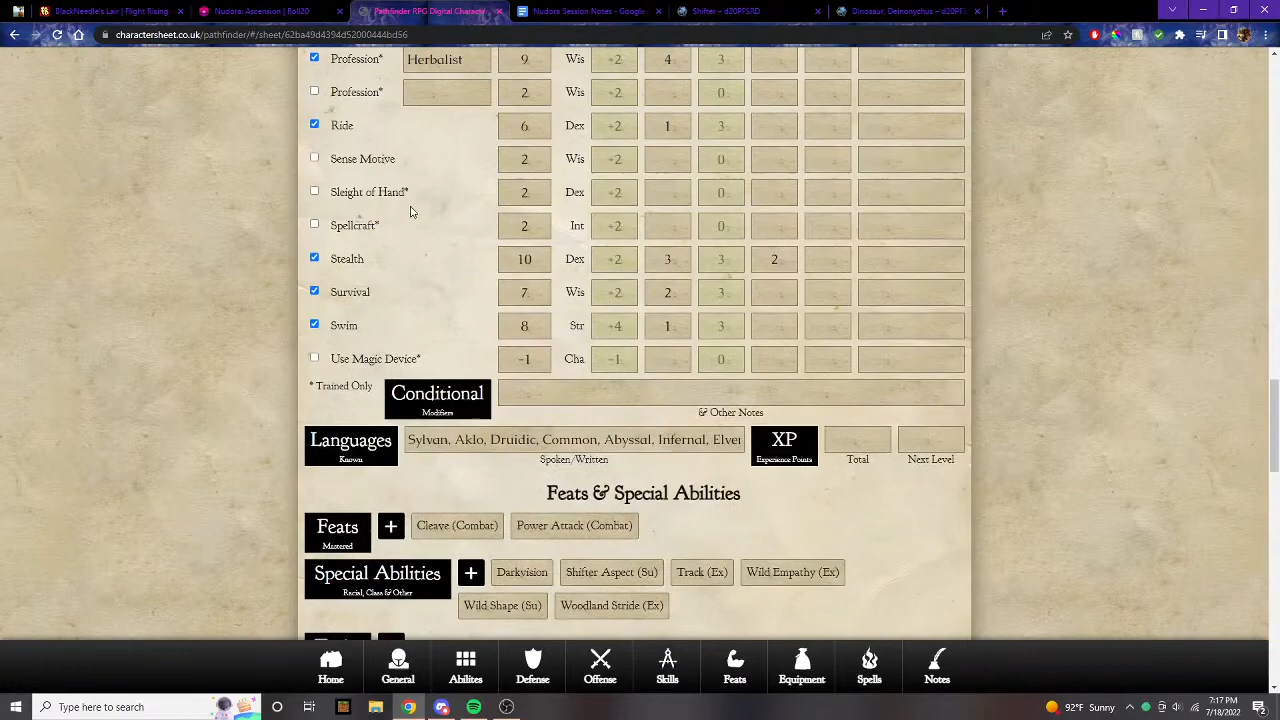 BlackNeedle's Lair | Flight Rising
Nudora: Ascension | Roll20
Pathfinder RPG Digital Characte
Nudora Session Notes - Google
Shifter – d20PFSRD
Dinosaur, Deinonychus – d20PF
charactersheet.co.uk/pathfinder/#/sheet/62ba49d4934d52000444bd56
Profession* Herbalist 9 Wis +2 4 3
Profession* 2 Wis +2 0
Ride 6 Dex +2 1 3
Sense Motive 2 Wis +2 0
Sleight of Hand* 2 Dex +2 0
Spellcraft* 2 Int +2 0
Stealth 10 Dex +2 3 3 2
Survival 7 Wis +2 2 3
Swim 8 Str +4 1 3
Use Magic Device* -1 Cha -1 0
* Trained Only
Conditional
Modifiers
& Other Notes
Languages
Known
Sylvan, Aklo, Druidic, Common, Abyssal, Infernal, Elve
Spoken/Written
XP
Experience Points
Total
Next Level
Feats & Special Abilities
Feats
Mastered
+ Cleave (Combat) Power Attack (Combat)
Special Abilities
Racial, Class & Other
+ Darkvision Shifter Aspect (Su) Track (Ex) Wild Empathy (Ex)
Wild Shape (Su) Woodland Stride (Ex)
Home General Abilites Defense Offense Skills Feats Equipment Spells Notes
Type here to search
92°F Sunny
7:17 PM
7/18/2022